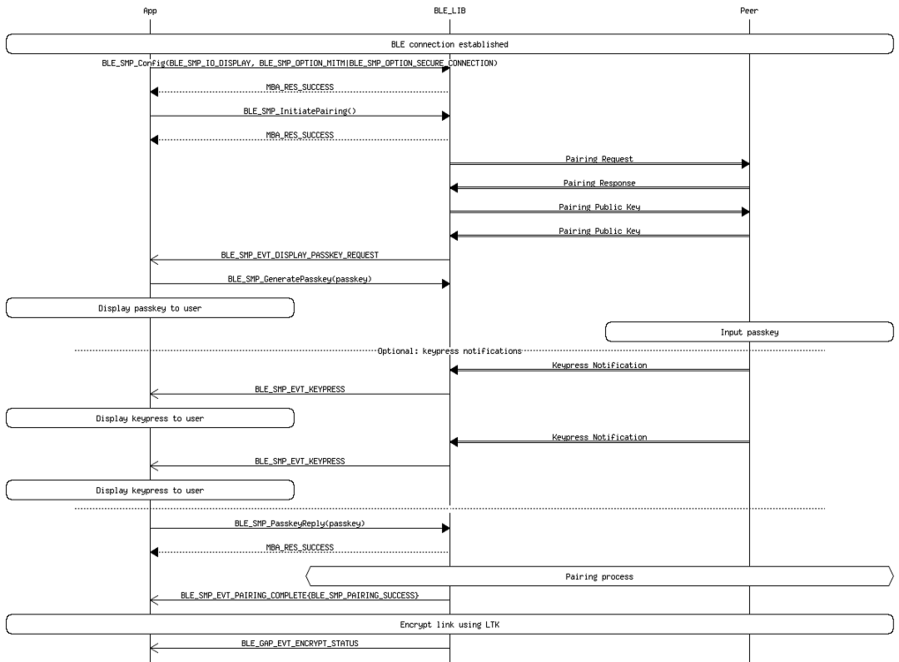 App
BLE_LIB
Peer
BLE connection established
BLE_SMP_Config(BLE_SMP_IO_DISPLAY, BLE_SMP_OPTION_MITM|BLE_SMP_OPTION_SECURE_CONNECTION)
MBA_RES_SUCCESS
BLE_SMP_InitiatePairing()
MBA_RES_SUCCESS
Pairing Request
Pairing Response
Pairing Public Key
Pairing Public Key
BLE_SMP_EVT_DISPLAY_PASSKEY_REQUEST
BLE_SMP_GeneratePasskey(passkey)
Display passkey to user
Input passkey
Optional: keypress notifications
Keypress Notification
BLE_SMP_EVT_KEYPRESS
Display keypress to user
Keypress Notification
BLE_SMP_EVT_KEYPRESS
Display keypress to user
BLE_SMP_PasskeyReply(passkey)
MBA_RES_SUCCESS
Pairing process
BLE_SMP_EVT_PAIRING_COMPLETE{BLE_SMP_PAIRING_SUCCESS}
Encrypt link using LTK
BLE_GAP_EVT_ENCRYPT_STATUS